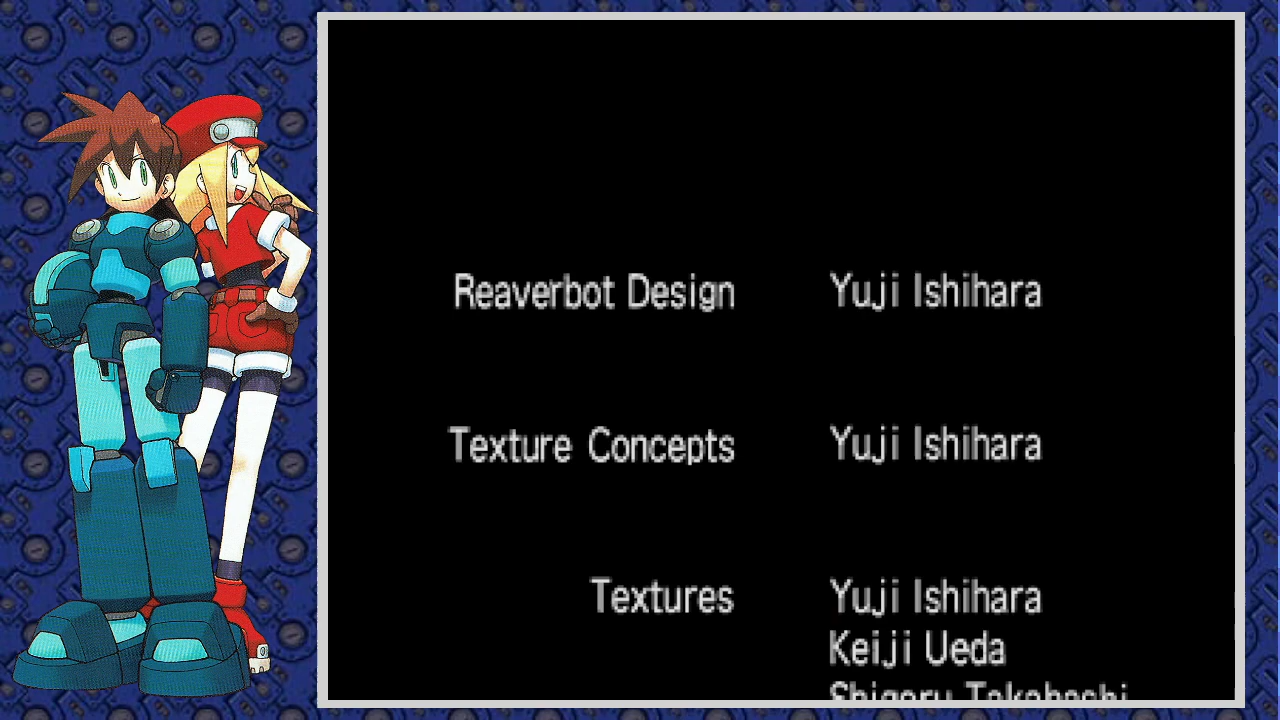 Reaverbot Design Yuji Ishihara
Texture Concepts Yuji Ishihara
Textures Yuji Ishihara
Keiji Ueda